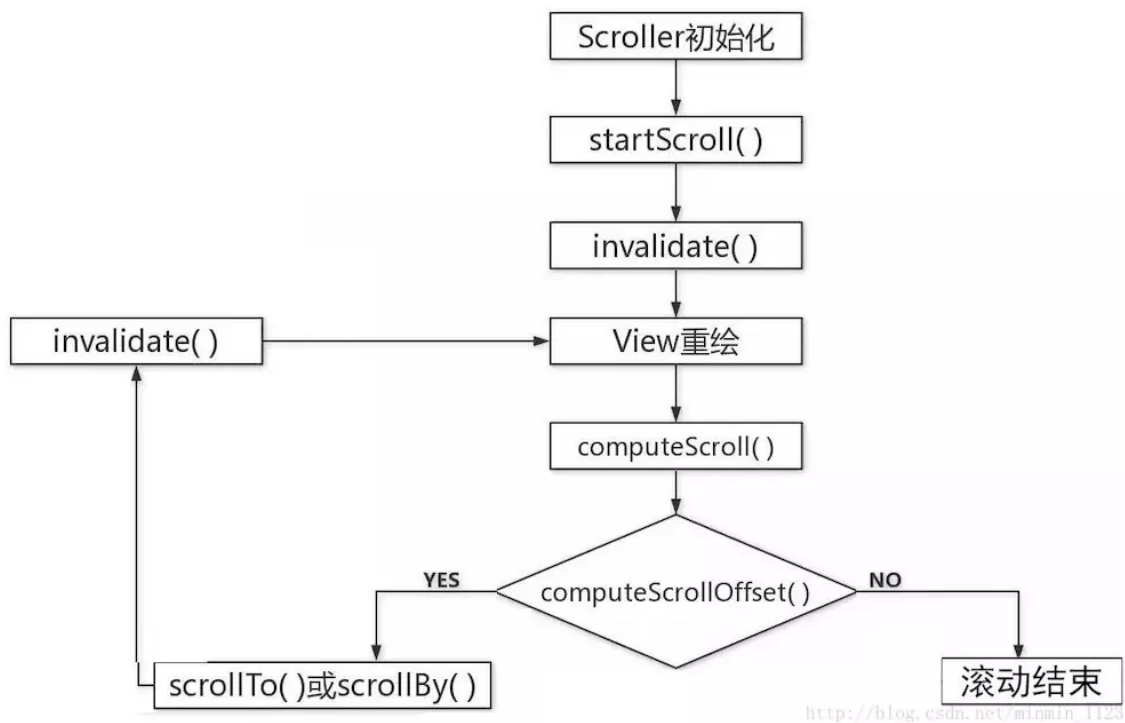 Scroller初始化
startScroll( )
invalidate( )
invalidate( )
View重绘
computeScroll( )
YES
computeScrollOffset( )
NO
scrollTo( )或scrollBy( )
滚动结束
http://blog.csdn.net/minmin_1123